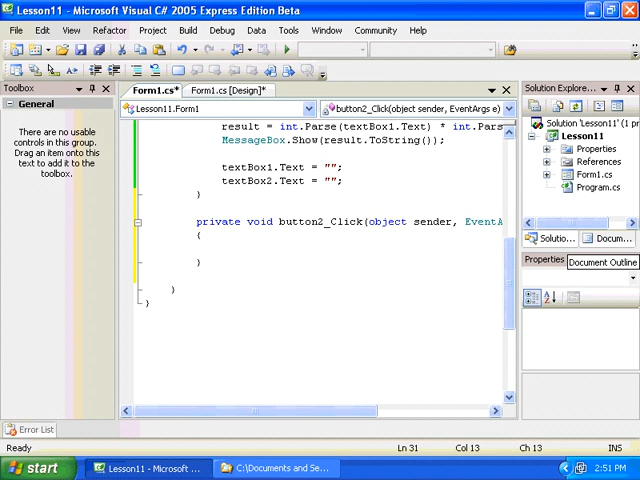 Lesson11 - Microsoft Visual C# 2005 Express Edition Beta
File Edit View Refactor Build Debug Data Tools Window Community Help
Toolbox
General
There are no usable
controls in this group.
Drag an item onto this
text to add it to the
toolbox.
Form1.cs* Form1.cs [Design]*
Lesson11.Form1 button2_Click(object sender, EventArgs e)
result = int.Parse(textBox1.Text) * int.Pars
MessageBox.Show(result.ToString());
textBox1.Text = "";
textBox2.Text = "";
}
private void button2_Click(object sender, EventA
{
}
}
}
Solution Explore...
Solution 'Lesson11' (1 pr
Lesson11
Properties
References
Form1.cs
Program.cs
Solutio... Docum...
Properties
Document Outline
Error List
Ready Ln 31 Col 13 Ch 13 INS
start Lesson11 - Microsoft ... C:\Documents and Se... 2:51 PM